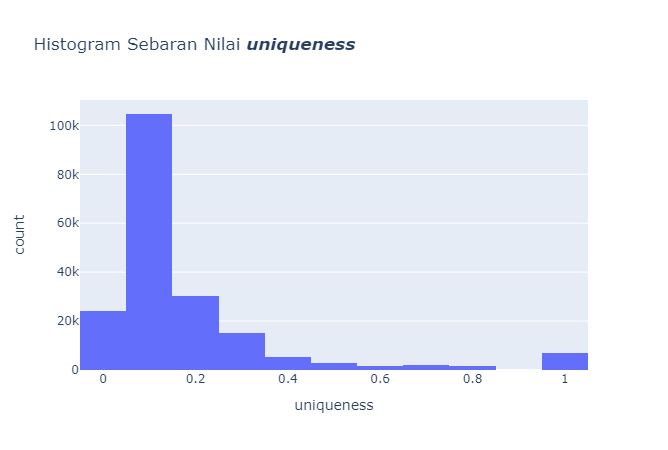 Histogram Sebaran Nilai uniqueness
count
100k
80k
60k
40k
20k
0
0 0.2 0.4 0.6 0.8 1
uniqueness